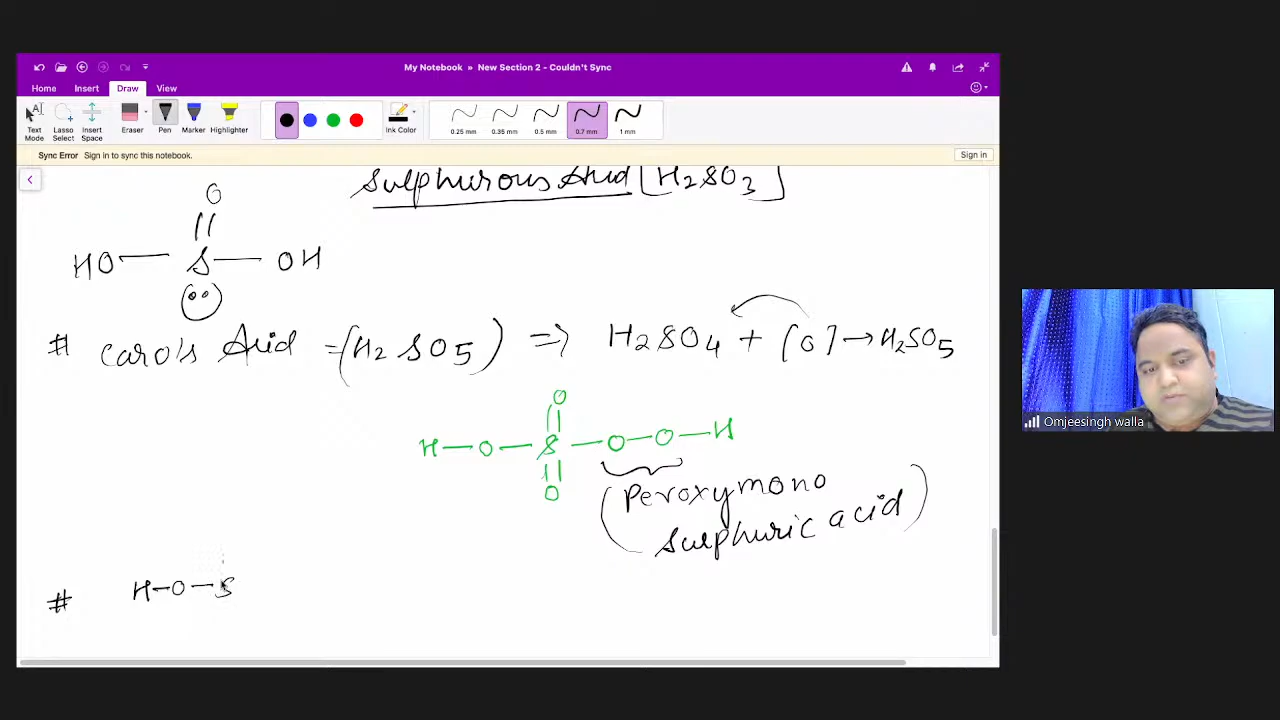 My Notebook » New Section 2 - Couldn't Sync
Home Insert Draw View
Text Mode
Lasso Select
Insert Space
Eraser
Pen
Marker
Highlighter
Ink Color
0.25 mm
0.35 mm
0.5 mm
0.7 mm
1 mm
Sync Error Sign in to sync this notebook.
Sign in
Sulphurous Acid [H2SO3]
O
HO — S — OH
# Caro's Acid =(H2SO5) => H2SO4 + [O] → H2SO5
O
H — O — S — O — O — H
O
(Peroxymono
sulphuric acid)
# H-O-S
Omjeesingh walla